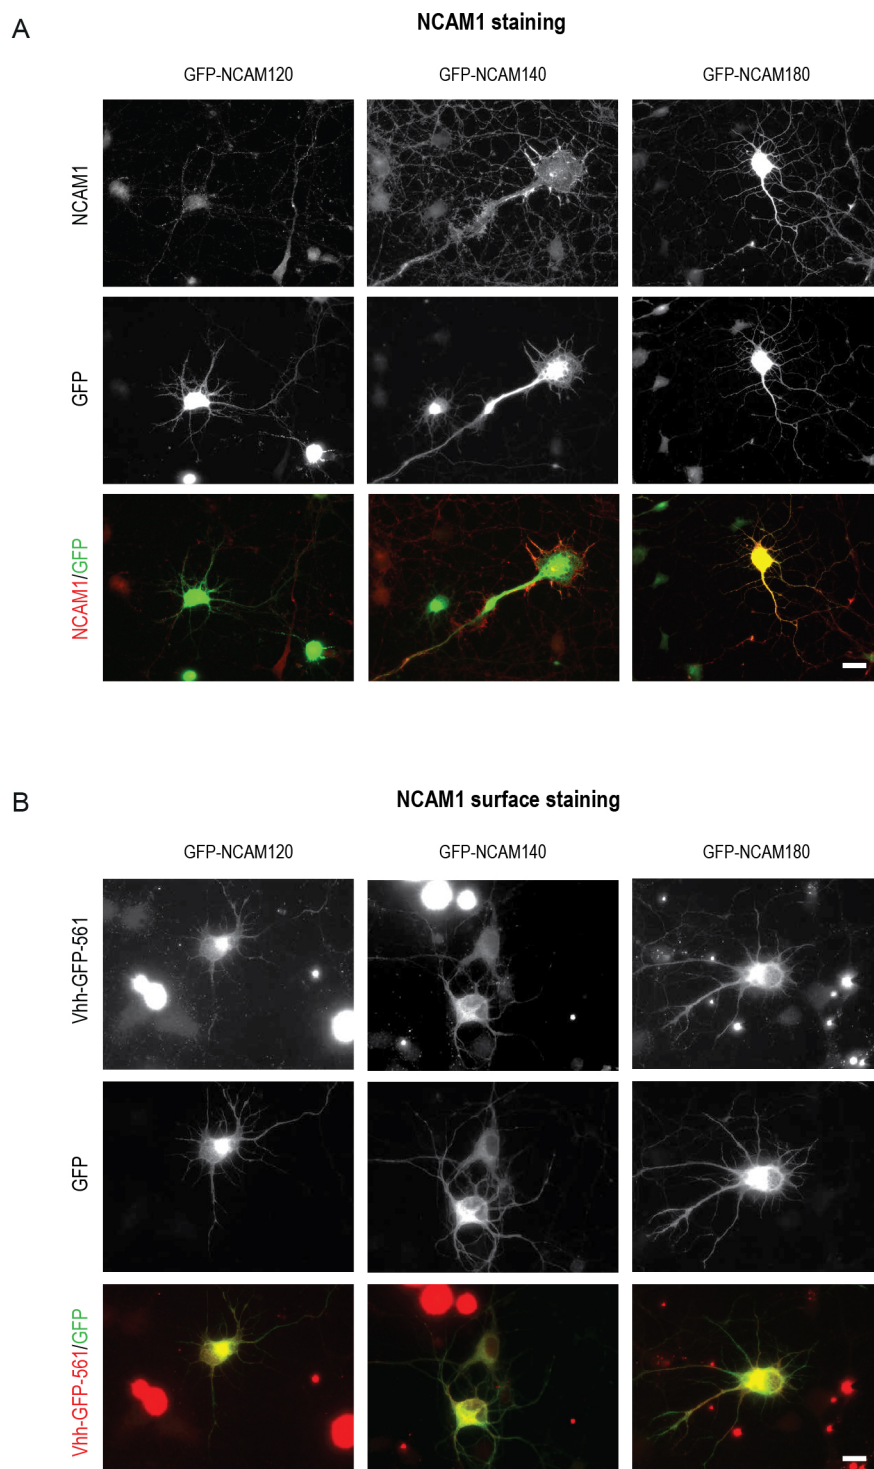 A
NCAM1 staining
GFP-NCAM120 GFP-NCAM140 GFP-NCAM180
NCAM1
GFP
NCAM1/GFP
B
NCAM1 surface staining
GFP-NCAM120 GFP-NCAM140 GFP-NCAM180
Vhh-GFP-561
GFP
Vhh-GFP-561/GFP